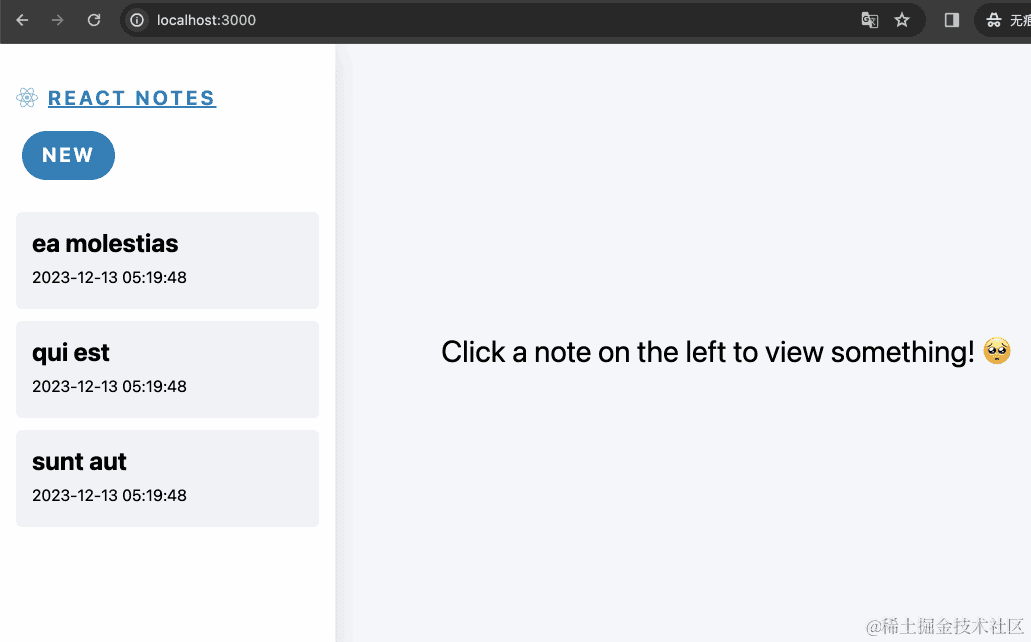 localhost:3000
无痕
REACT NOTES
NEW
ea molestias
2023-12-13 05:19:48
qui est
2023-12-13 05:19:48
sunt aut
2023-12-13 05:19:48
Click a note on the left to view something! 🥺
@稀土掘金技术社区